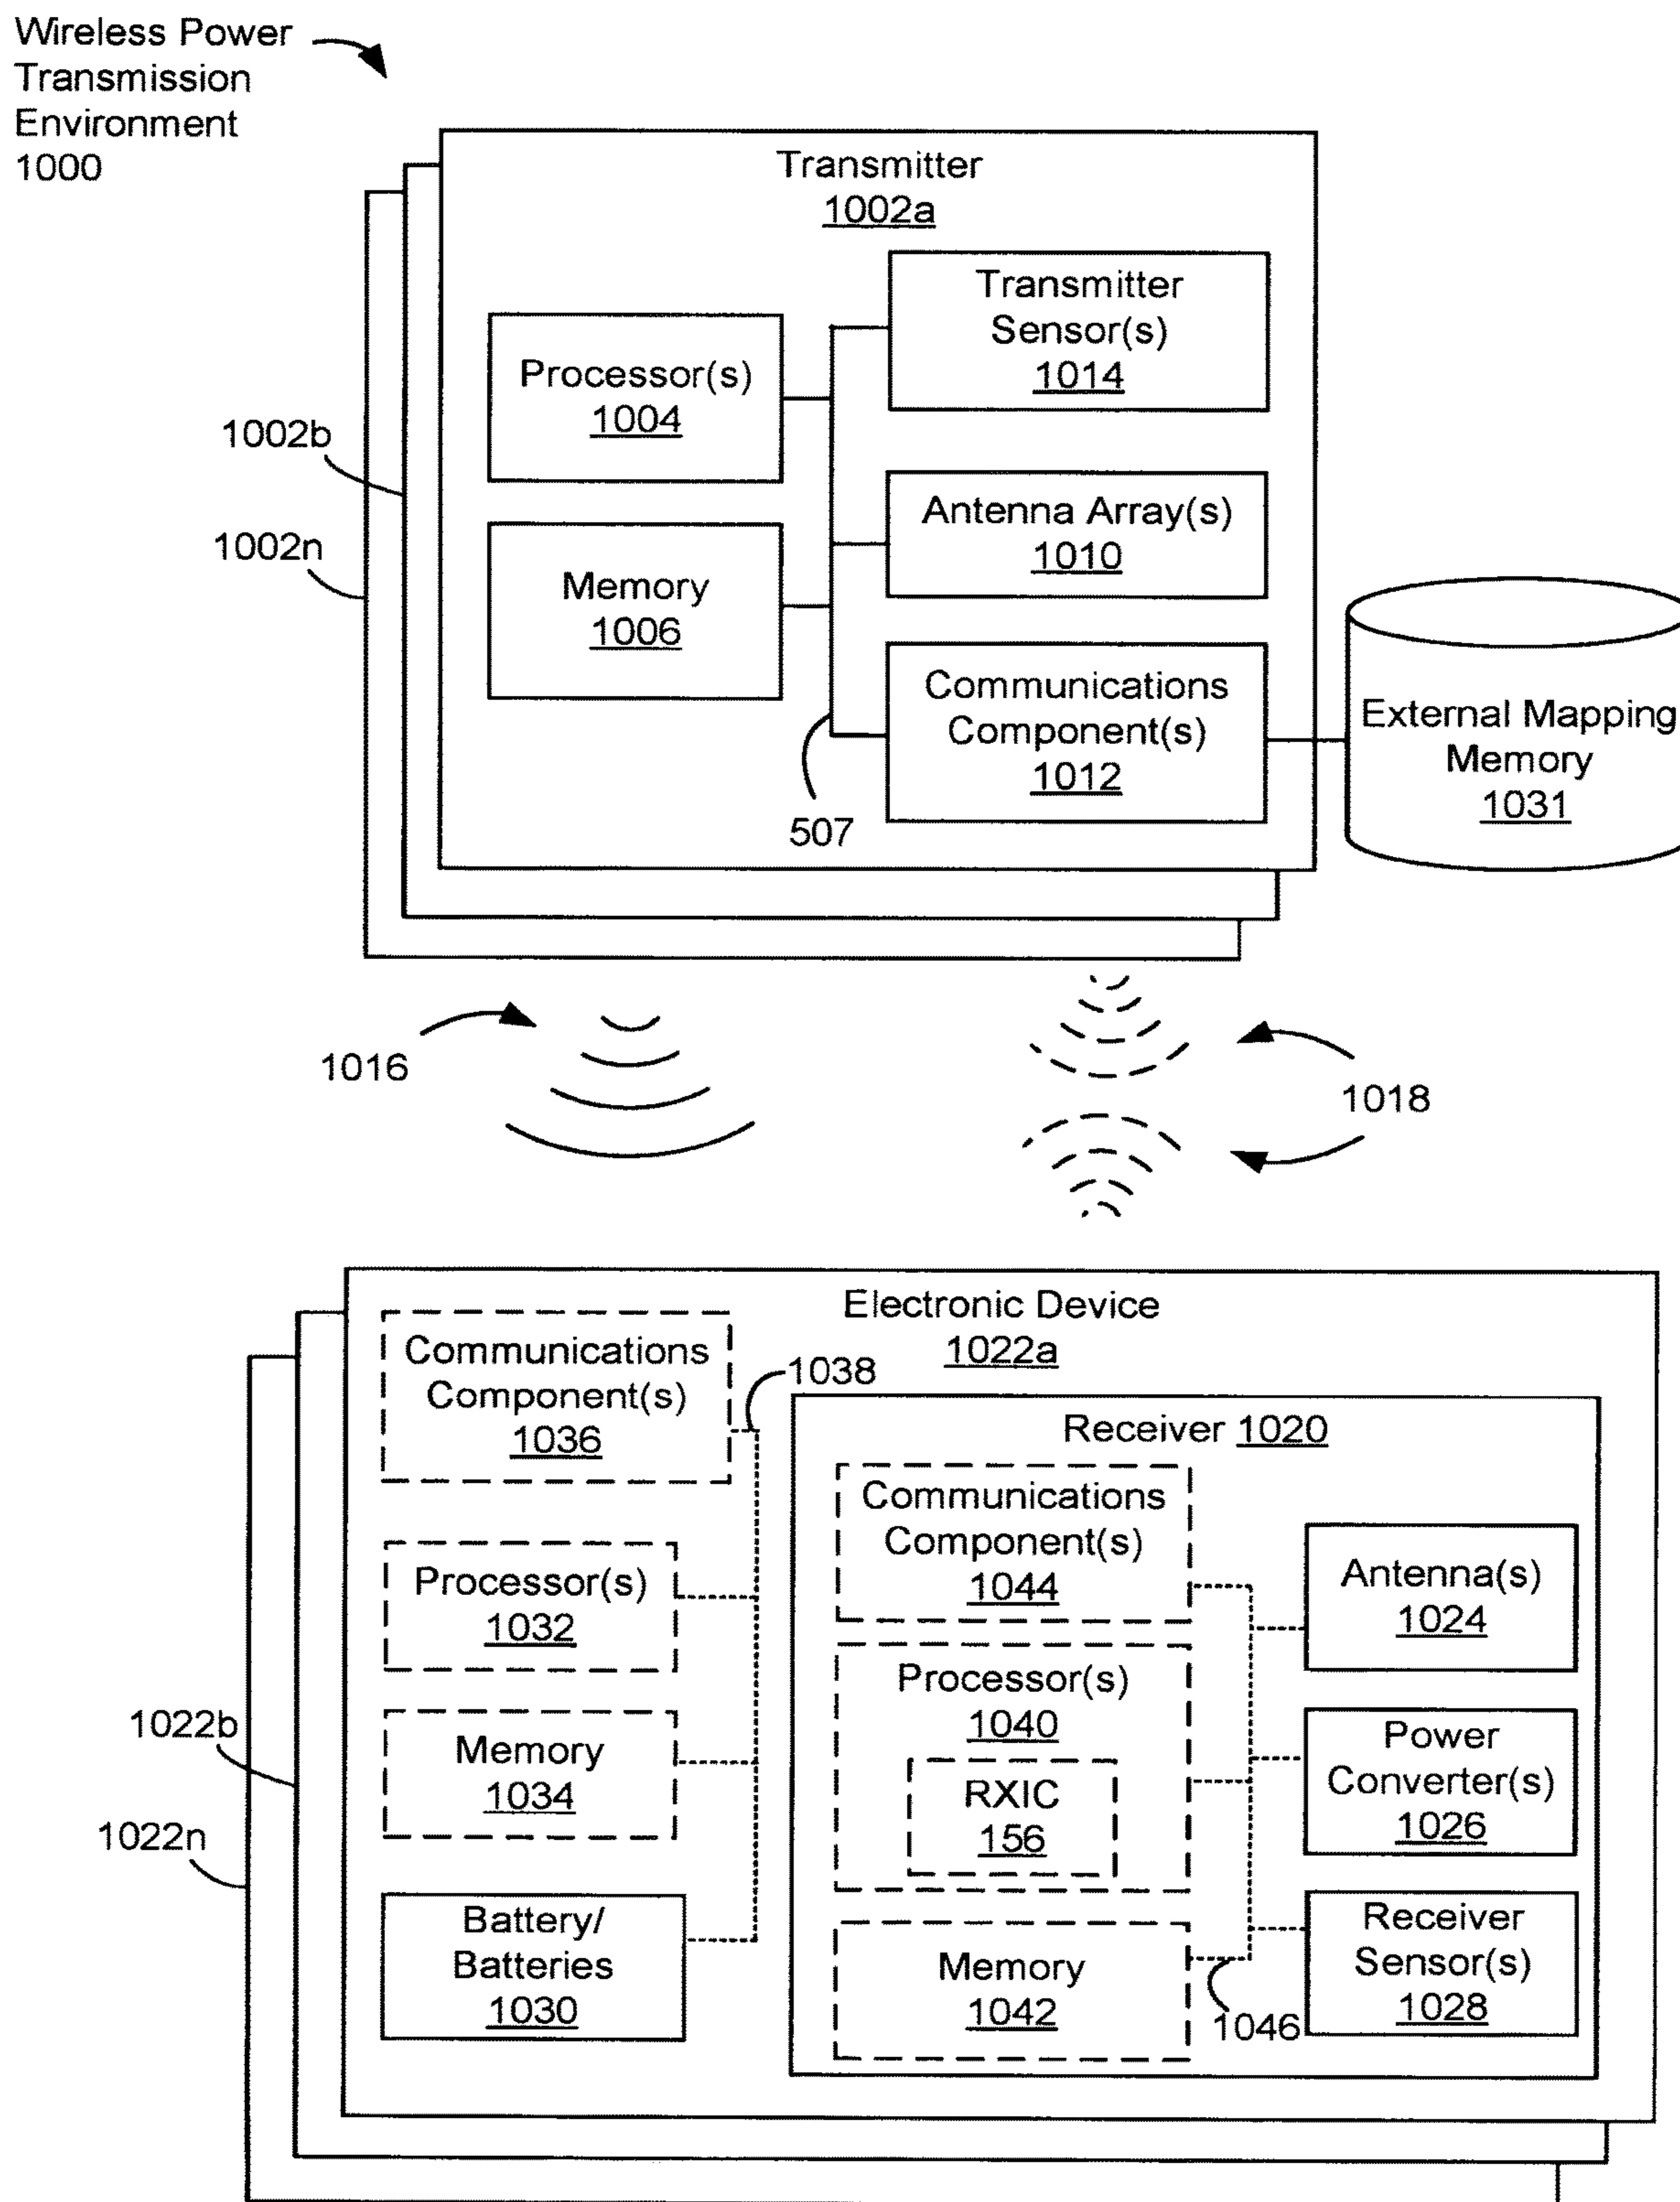 Wireless Power
Transmission
Environment
1000
Transmitter
1002a
Transmitter
Sensor(s)
1014
Processor(s)
1004
1002b
Antenna Array(s)
1010
1002n
Memory
1006
Communications
Component(s)
1012
External Mapping
Memory
1031
507
1016
1018
Electronic Device
1022a
Communications
Component(s)
1036
1038
Receiver 1020
Communications
Component(s)
1044
Antenna(s)
1024
Processor(s)
1032
Processor(s)
1040
RXIC
156
Power
Converter(s)
1026
1022b
Memory
1034
1022n
Battery/
Batteries
1030
Memory
1042
1046
Receiver
Sensor(s)
1028